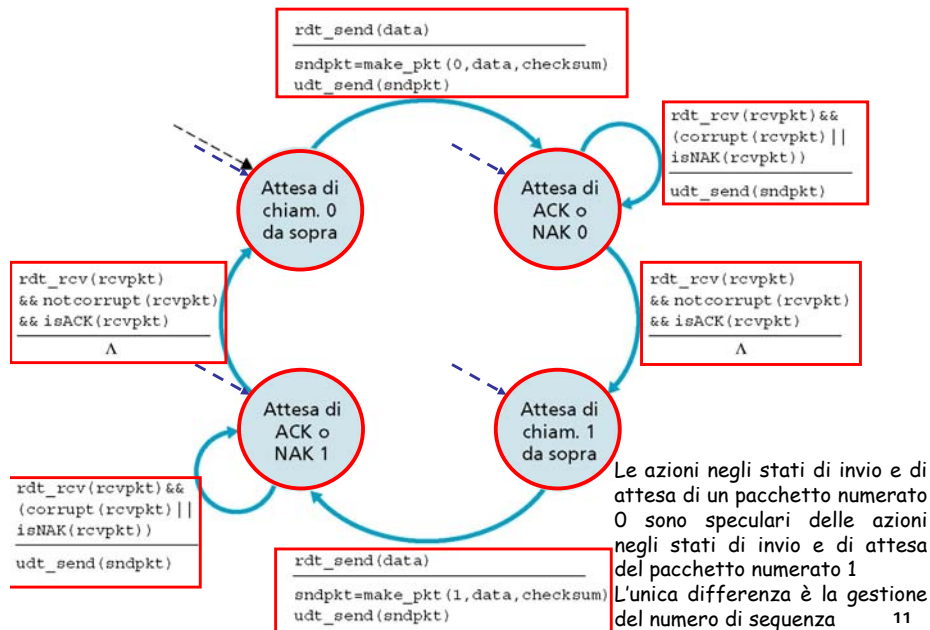 rdt_send(data)
sndpkt=make_pkt(0,data,checksum)
udt_send(sndpkt)
rdt_rcv(rcvpkt)&&
(corrupt(rcvpkt)||
isNAK(rcvpkt))
udt_send(sndpkt)
Attesa di
chiam. 0
da sopra
Attesa di
ACK o
NAK 0
rdt_rcv(rcvpkt)
&& notcorrupt(rcvpkt)
&& isACK(rcvpkt)
Λ
rdt_rcv(rcvpkt)
&& notcorrupt(rcvpkt)
&& isACK(rcvpkt)
Λ
Attesa di
ACK o
NAK 1
Attesa di
chiam. 1
da sopra
rdt_rcv(rcvpkt)&&
(corrupt(rcvpkt)||
isNAK(rcvpkt))
udt_send(sndpkt)
rdt_send(data)
sndpkt=make_pkt(1,data,checksum)
udt_send(sndpkt)
Le azioni negli stati di invio e di
attesa di un pacchetto numerato
0 sono speculari delle azioni
negli stati di invio e di attesa
del pacchetto numerato 1
L'unica differenza è la gestione
del numero di sequenza
11